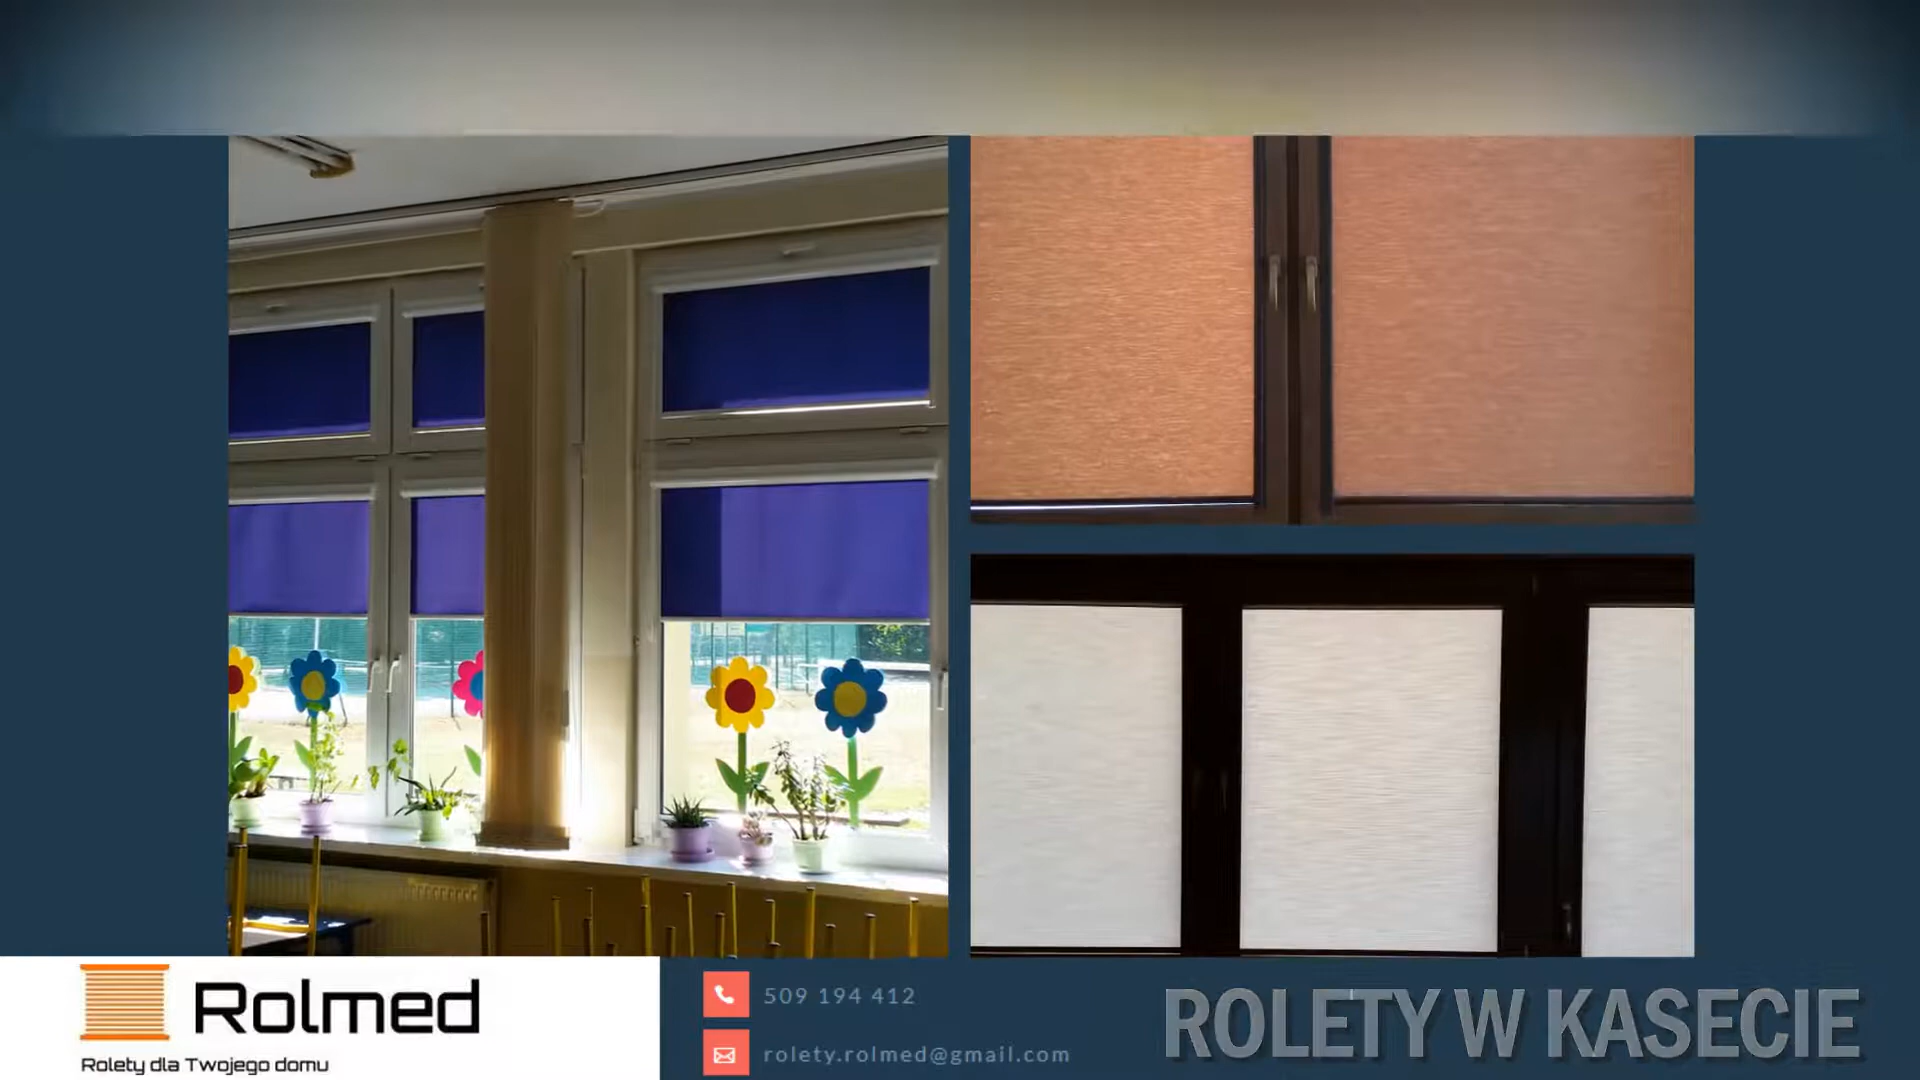 Rolmed
Rolety dla Twojego domu
509 194 412
rolety.rolmed@gmail.com
ROLETY W KASECIE